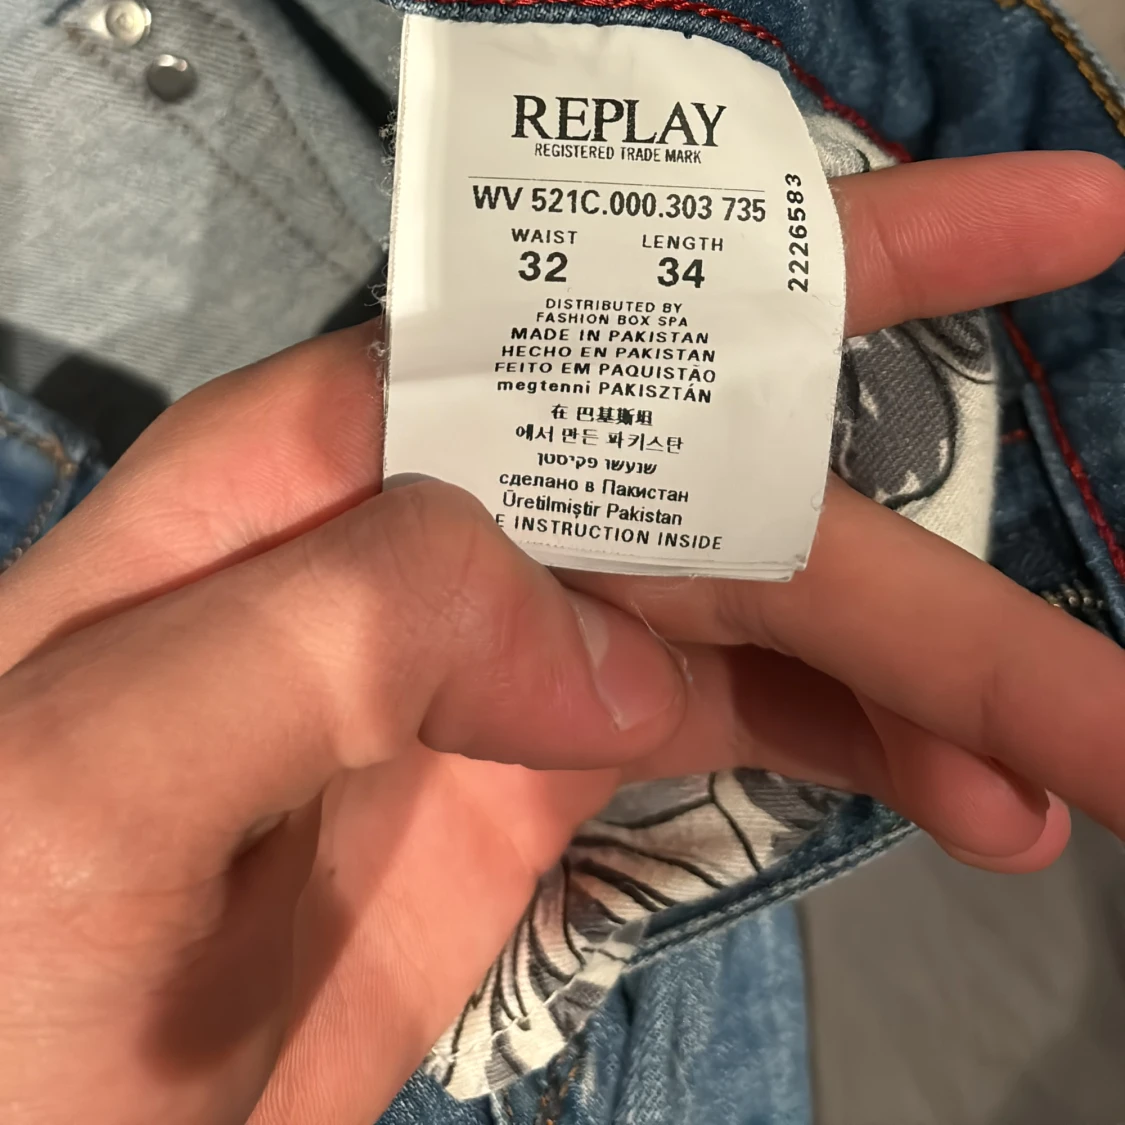 REPLAY
REGISTERED TRADE MARK
WV 521C.000.303 735
WAIST LENGTH
32 34
DISTRIBUTED BY
FASHION BOX SPA
MADE IN PAKISTAN
HECHO EN PAKISTAN
FEITO EM PAQUISTÃO
megtenni PAKISZTÁN
在 巴基斯坦
에서 만든 파키스탄
שנעשו פקיסטן
сделано в Пакистан
Üretilmiştir Pakistan
E INSTRUCTION INSIDE
2226583